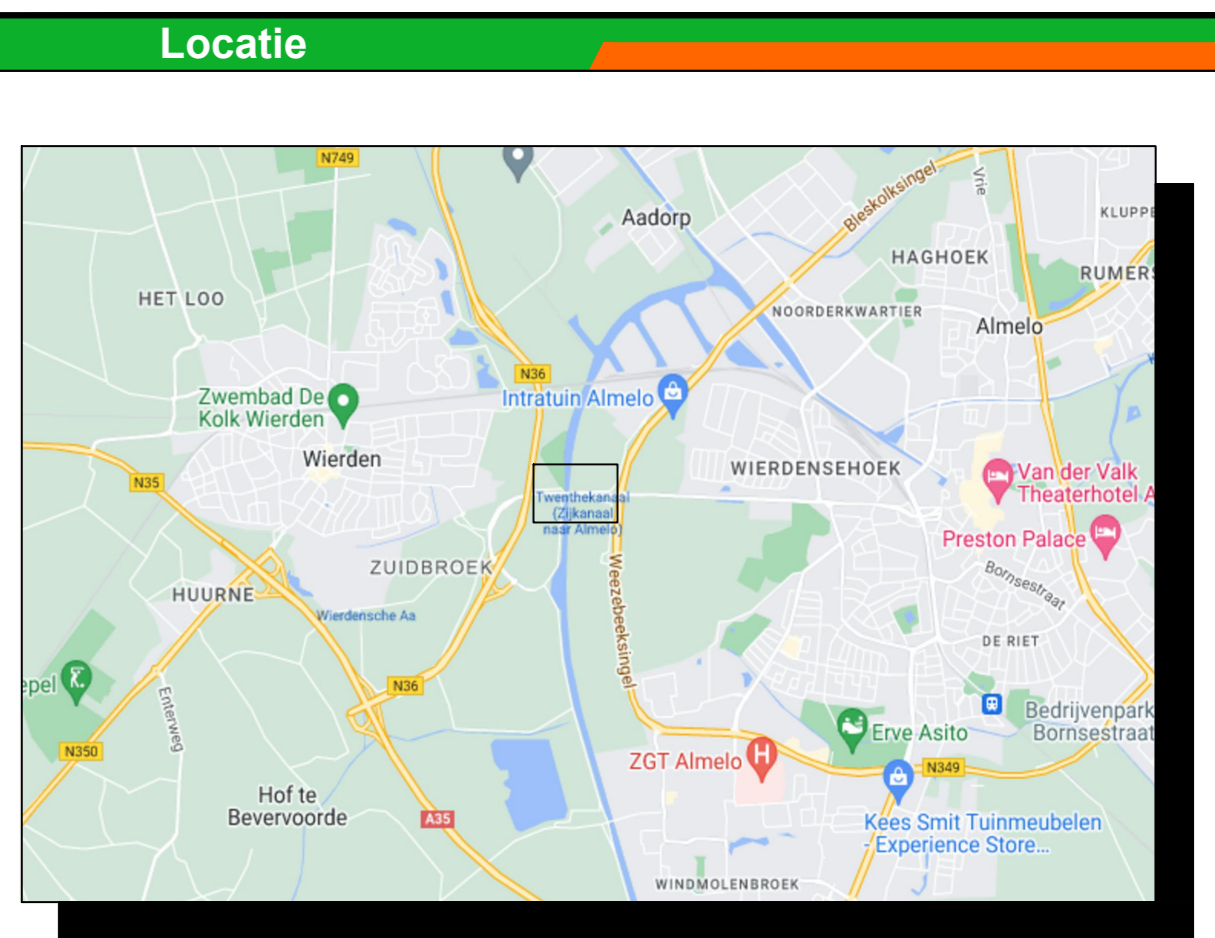 Locatie
N749
Aadorp
Bleskolksingel
Vrie
KLUPPE
HAGHOEK
RUMERS
HET LOO
NOORDERKWARTIER
Almelo
N36
Zwembad De
Kolk Wierden
Intratuin Almelo
Wierden
WIERDENSEHOEK
Van der Valk
Theaterhotel A
N35
Twenthekanaal
(Zijkanaal
naar Almelo)
Preston Palace
ZUIDBROEK
Bornsestraat
HUURNE
Wierdensche Aa
Weezebeeksingel
DE RIET
epel
N36
Enterweg
Bedrijvenpark
Bornsestraat
Erve Asito
N350
ZGT Almelo
H
N349
Hof te
Bevervoorde
A35
Kees Smit Tuinmeubelen
- Experience Store...
WINDMOLENBROEK